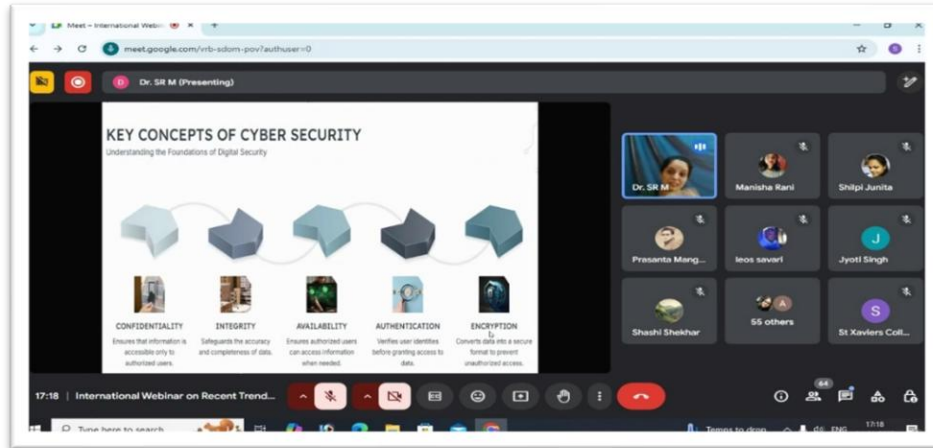 Meet – International Webin
meet.google.com/vrb-sdom-pov?authuser=0
S
D
Dr. SR M (Presenting)
KEY CONCEPTS OF CYBER SECURITY
Understanding the Foundations of Digital Security
CONFIDENTIALITY
Ensures that information is
accessible only to
authorized users.
INTEGRITY
Safeguards the accuracy
and completeness of data.
AVAILABILITY
Ensures authorized users
can access information
when needed.
AUTHENTICATION
Verifies user identities
before granting access to
data.
ENCRYPTION
Converts data into a secure
format to prevent
unauthorized access.
Dr. SR M
Manisha Rani
Shilpi Junita
Prasanta Mang...
leos savari
J
Jyoti Singh
Shashi Shekhar
A
55 others
S
St Xaviers Coll...
17:18 | International Webinar on Recent Trend...
64
Type here to search
Temps to drop
ENG
17:18